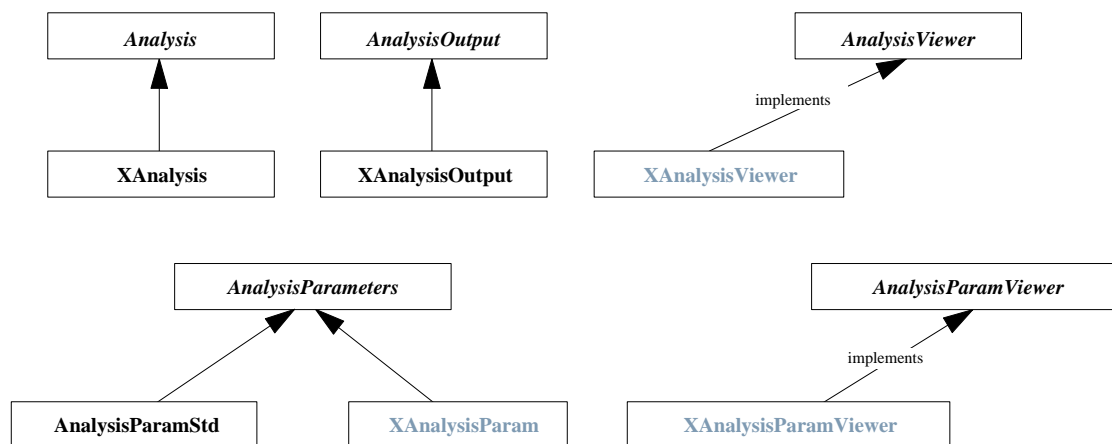 Analysis
AnalysisOutput
AnalysisViewer
implements
XAnalysis
XAnalysisOutput
XAnalysisViewer
AnalysisParameters
AnalysisParamViewer
implements
AnalysisParamStd
XAnalysisParam
XAnalysisParamViewer